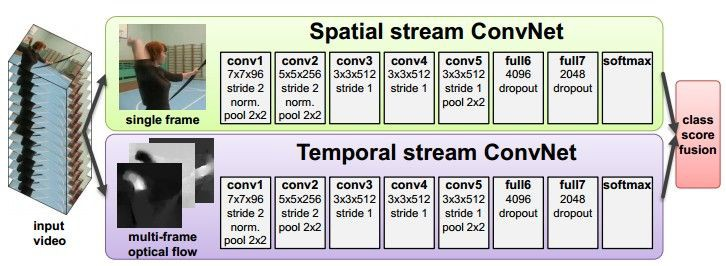 Spatial stream ConvNet
single frame
conv1
7x7x96
stride 2
norm.
pool 2x2
conv2
5x5x256
stride 2
norm.
pool 2x2
conv3
3x3x512
stride 1
conv4
3x3x512
stride 1
conv5
3x3x512
stride 1
pool 2x2
full6
4096
dropout
full7
2048
dropout
softmax
Temporal stream ConvNet
multi-frame
optical flow
conv1
7x7x96
stride 2
norm.
pool 2x2
conv2
5x5x256
stride 2
pool 2x2
conv3
3x3x512
stride 1
conv4
3x3x512
stride 1
conv5
3x3x512
stride 1
pool 2x2
full6
4096
dropout
full7
2048
dropout
softmax
input
video
class
score
fusion